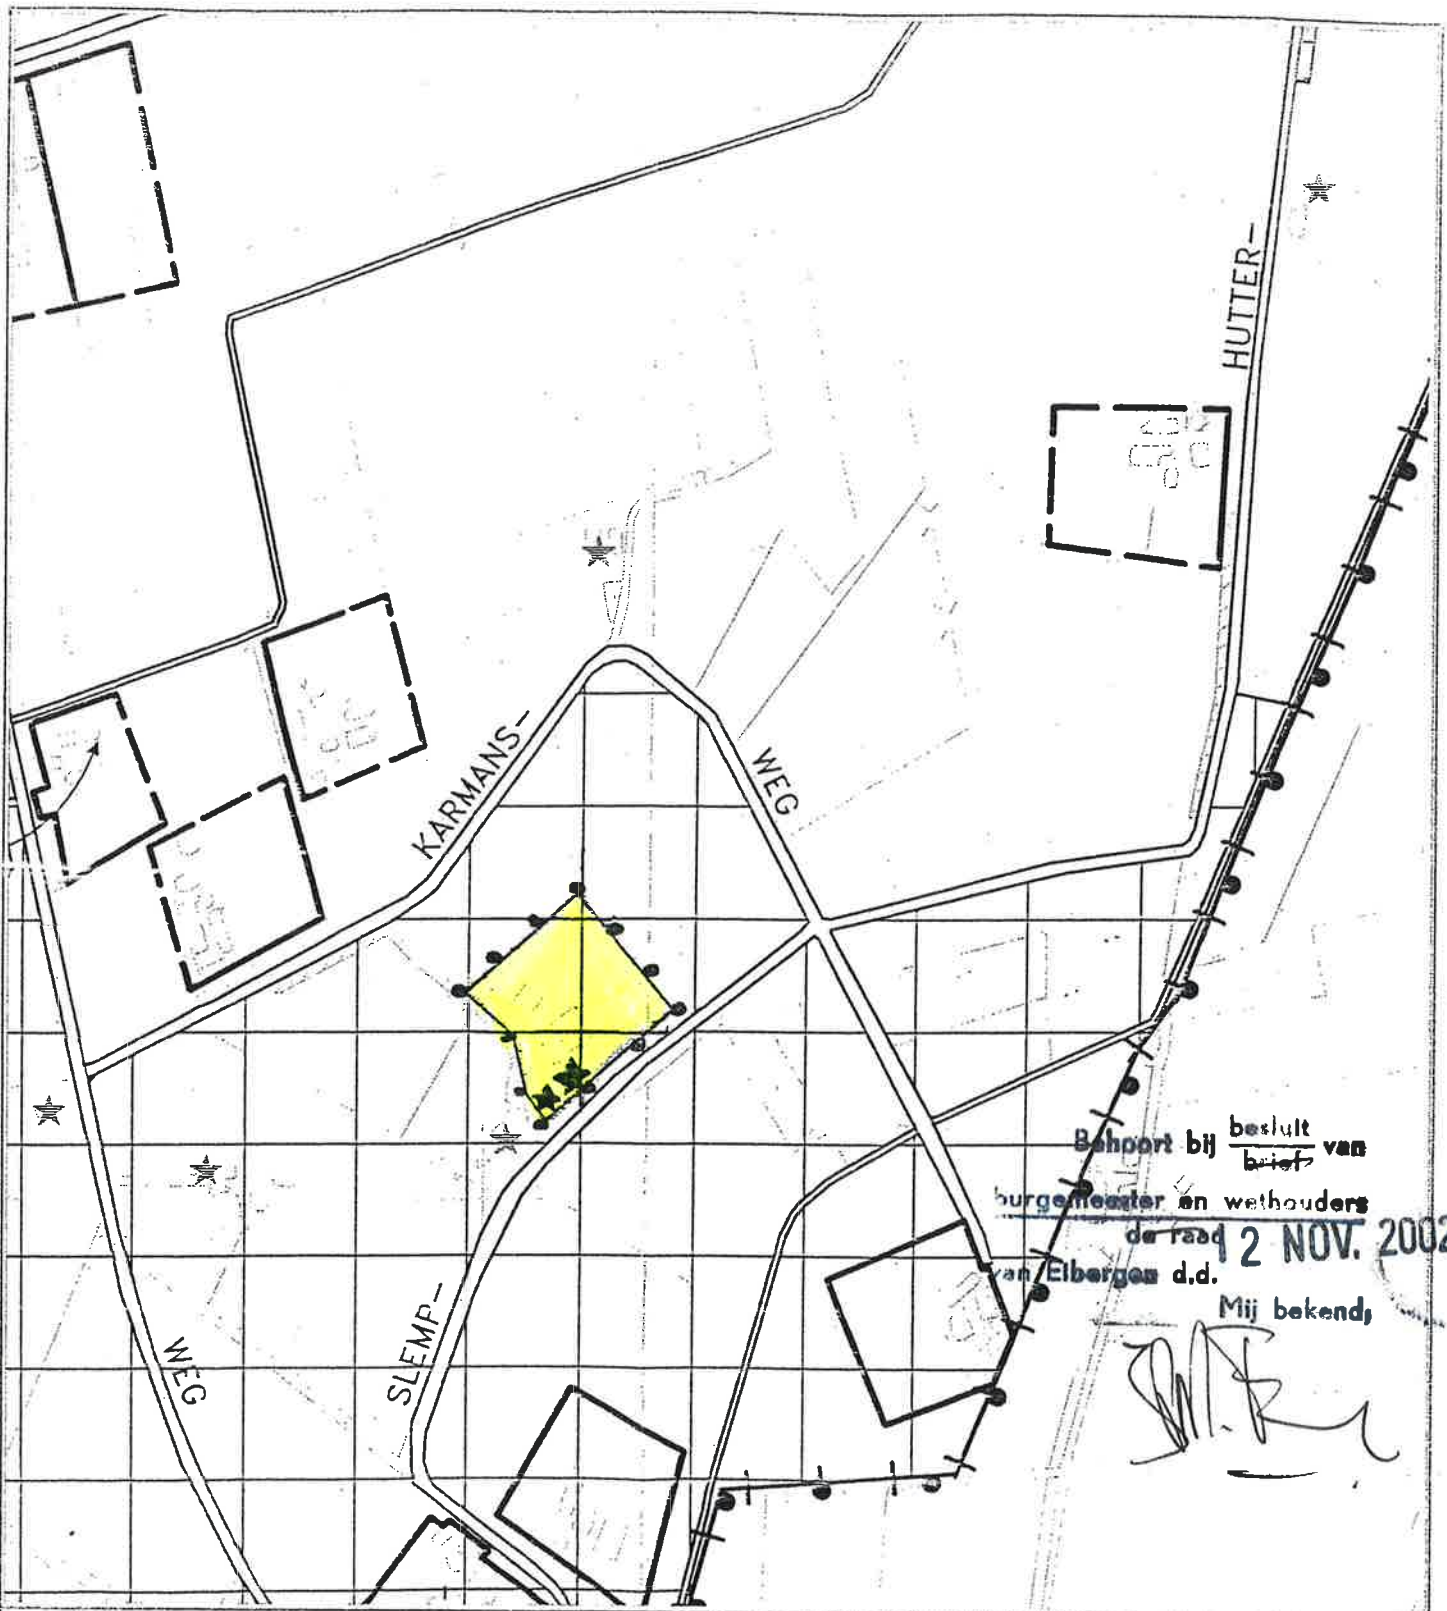 HUTTER-
KARMANS-
WEG
Behoort bij besluit van
brief
burgemeester en wethouders
de raad 12 NOV. 2002
van Eibergen d.d.
Mij bekend,
SLEMP-
WEG